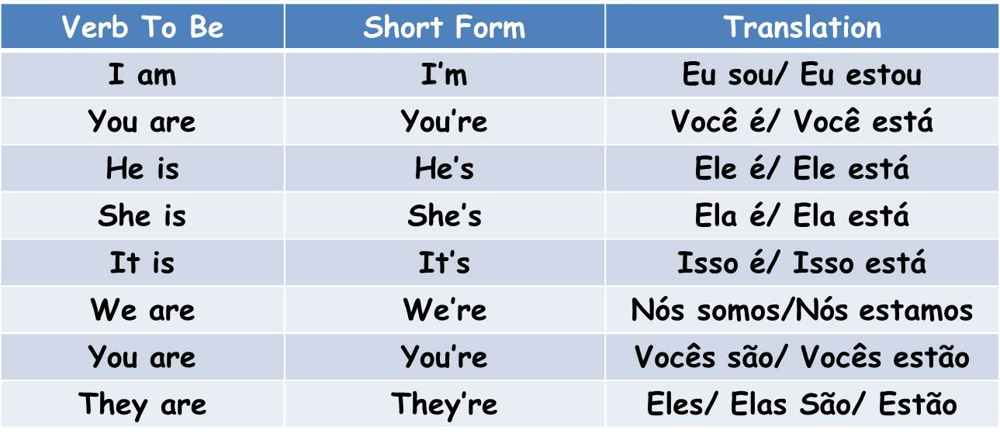 Verb To Be Short Form Translation
I am I'm Eu sou/ Eu estou
You are You're Você é/ Você está
He is He's Ele é/ Ele está
She is She's Ela é/ Ela está
It is It's Isso é/ Isso está
We are We're Nós somos/Nós estamos
You are You're Vocês são/ Vocês estão
They are They're Eles/ Elas São/ Estão